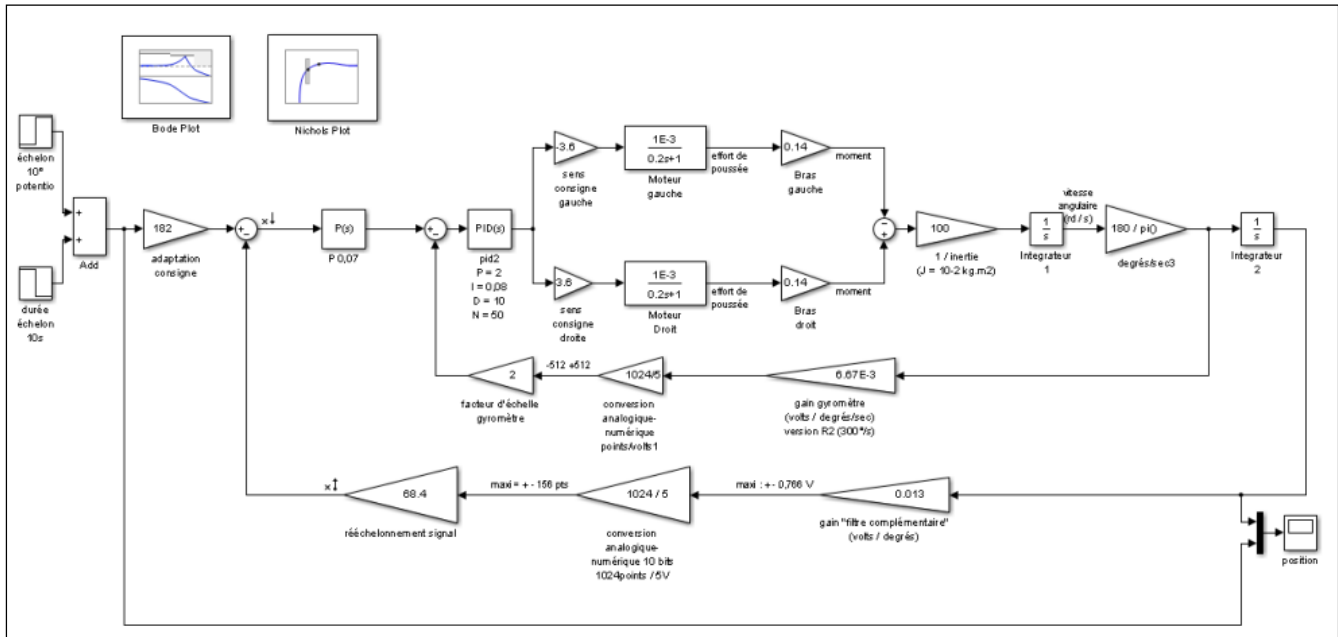 Bode Plot
Nichols Plot
échelon
10°
potentio
+
+
Add
durée
échelon
10s
182
adaptation
consigne
+
-
P(s)
P 0,07
+
-
PID(s)
pid2
P = 2
I = 0,08
D = 10
N = 50
-3.6
sens
consigne
gauche
1E-3
0.2s+1
Moteur
gauche
effort de
poussée
0.14
Bras
gauche
moment
3.6
sens
consigne
droite
1E-3
0.2s+1
Moteur
Droit
effort de
poussée
0.14
Bras
droit
moment
-
+
100
1 / inertie
(J = 10-2 kg.m2)
1
s
Integrateur
1
vitesse
angulaire
(rd / s)
180 / pi()
degrés/sec3
1
s
Integrateur
2
2
facteur d'échelle
gyromètre
-512 +512
1024/5
conversion
analogique-
numérique
points/volts1
6.67E-3
gain gyromètre
(volts / degrés/sec)
version R2 (300°/s)
68.4
rééchelonnement signal
maxi = + - 156 pts
1024 / 5
conversion
analogique-
numérique 10 bits
1024points / 5V
maxi : + - 0,766 V
0.013
gain "filtre complémentaire"
(volts / degrés)
position